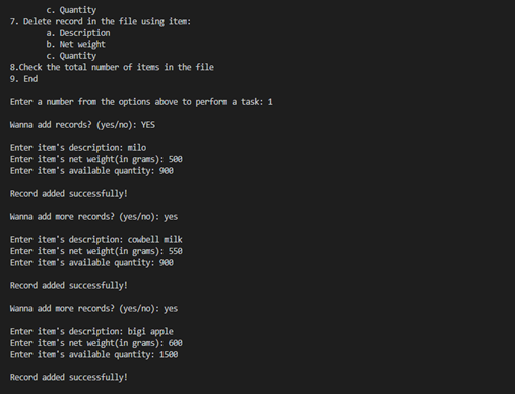 c. Quantity
7. Delete record in the file using item:
a. Description
b. Net weight
c. Quantity
8.Check the total number of items in the file
9. End
Enter a number from the options above to perform a task: 1
Wanna add records? (yes/no): YES
Enter item's description: milo
Enter item's net weight(in grams): 500
Enter item's available quantity: 900
Record added successfully!
Wanna add more records? (yes/no): yes
Enter item's description: cowbell milk
Enter item's net weight(in grams): 550
Enter item's available quantity: 900
Record added successfully!
Wanna add more records? (yes/no): yes
Enter item's description: bigi apple
Enter item's net weight(in grams): 600
Enter item's available quantity: 1500
Record added successfully!